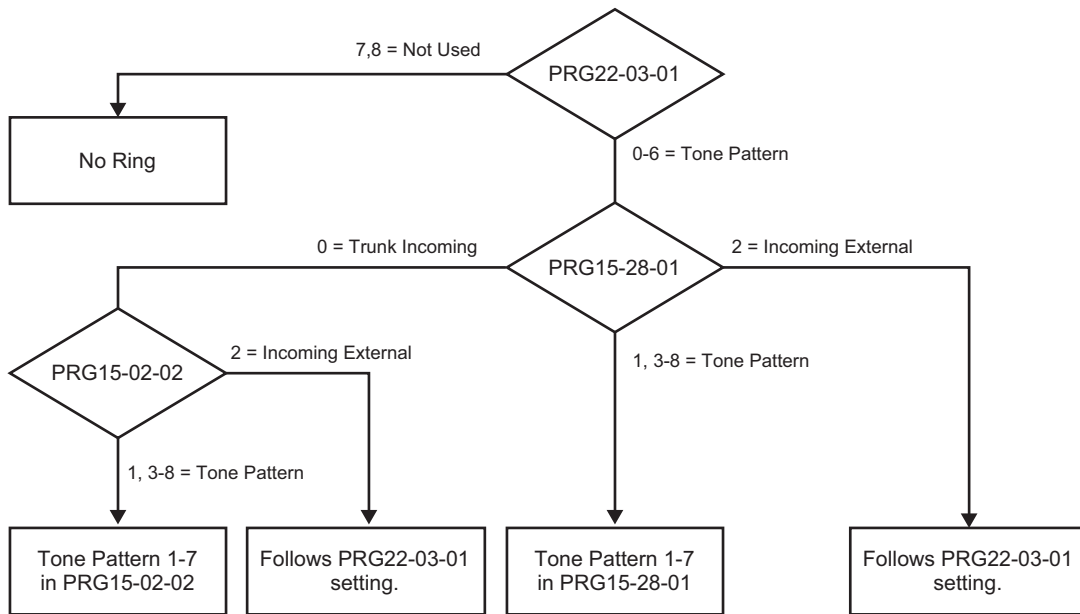 7,8 = Not Used
PRG22-03-01
No Ring
0-6 = Tone Pattern
0 = Trunk Incoming
PRG15-28-01
2 = Incoming External
PRG15-02-02
2 = Incoming External
1, 3-8 = Tone Pattern
1, 3-8 = Tone Pattern
Tone Pattern 1-7
in PRG15-02-02
Follows PRG22-03-01
setting.
Tone Pattern 1-7
in PRG15-28-01
Follows PRG22-03-01
setting.